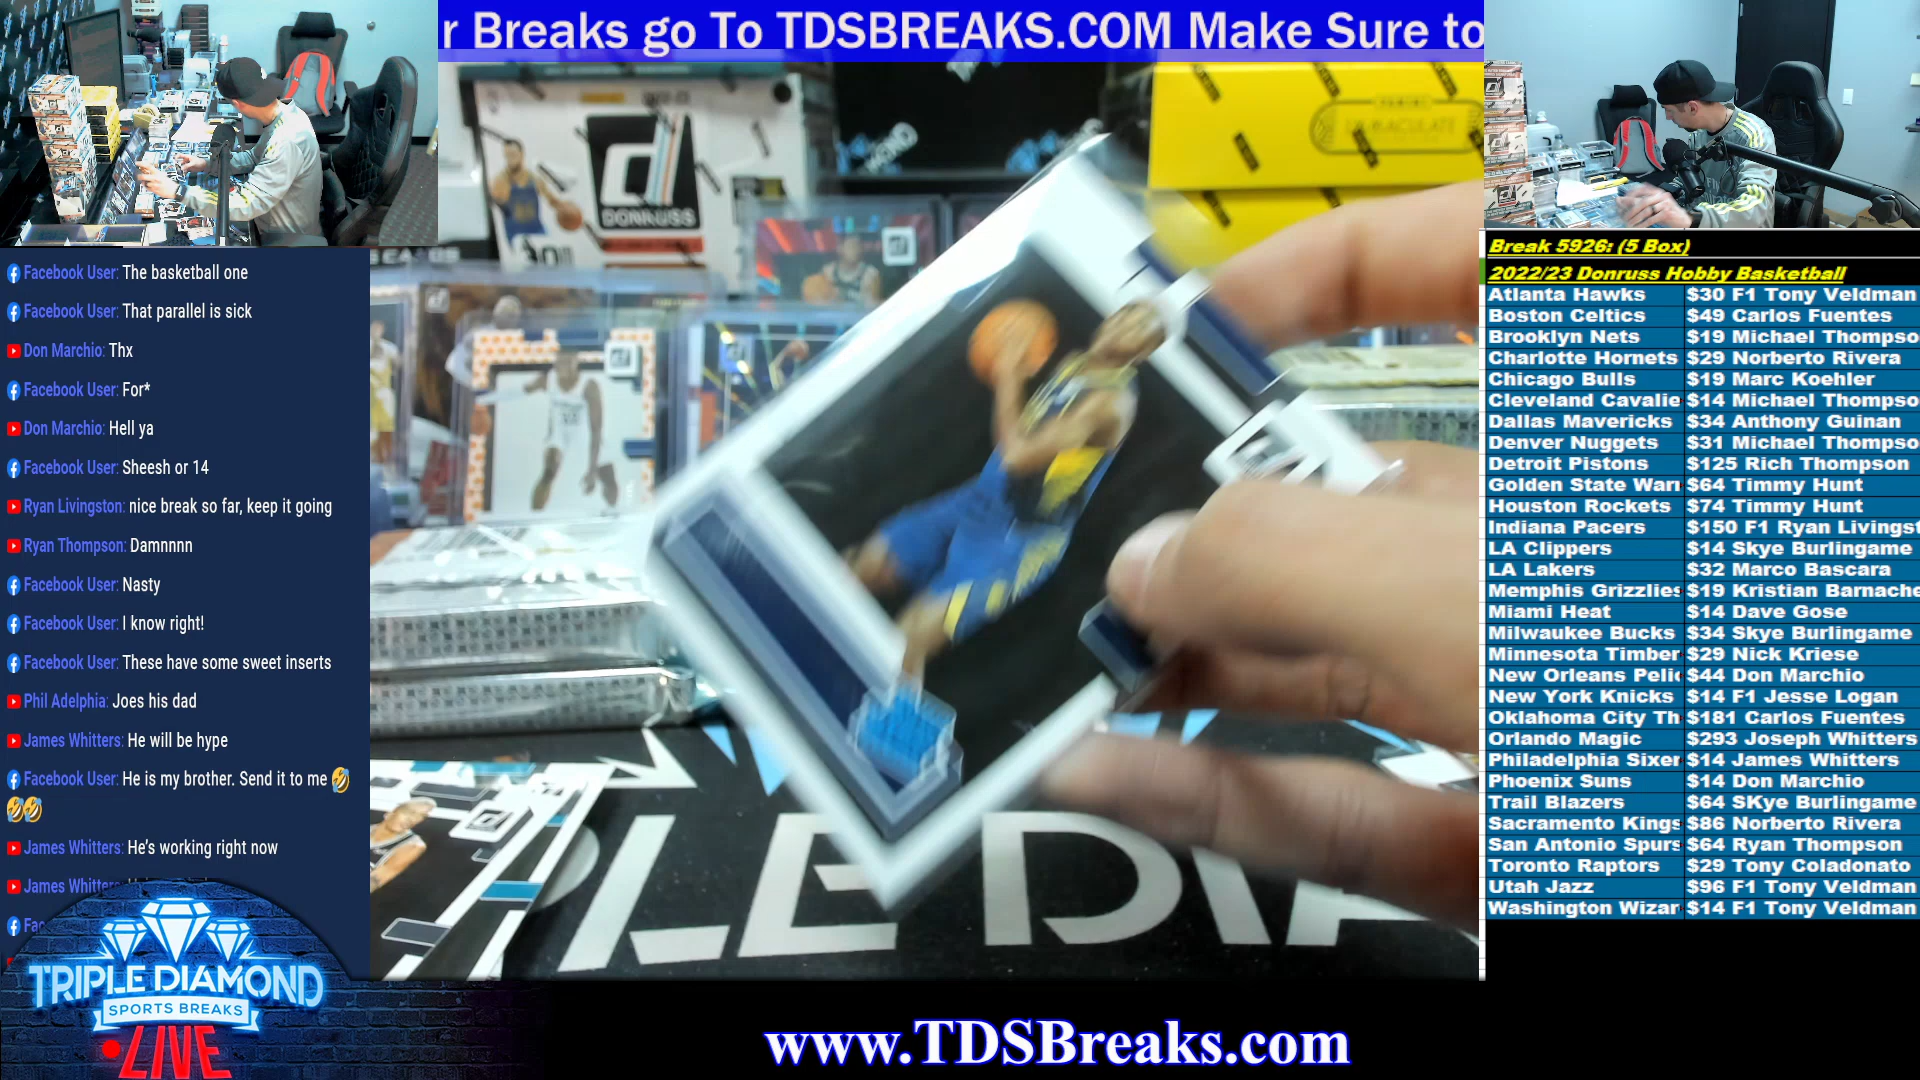 r Breaks go To TDSBREAKS.COM Make Sure to
DONRUSS
IMMACULATE
Facebook User: The basketball one
Facebook User: That parallel is sick
Don Marchio: Thx
Facebook User: For*
Don Marchio: Hell ya
Facebook User: Sheesh or 14
Ryan Livingston: nice break so far, keep it going
Ryan Thompson: Damnnnn
Facebook User: Nasty
Facebook User: I know right!
Facebook User: These have some sweet inserts
Phil Adelphia: Joes his dad
James Whitters: He will be hype
Facebook User: He is my brother. Send it to me 🤣
🤣🤣
James Whitters: He's working right now
James Whitters
Fac
TRIPLE DIAMOND
SPORTS BREAKS
LIVE
PLE DIA
www.TDSBreaks.com
Break 5926: (5 Box)
2022/23 Donruss Hobby Basketball
Atlanta Hawks $30 F1 Tony Veldman
Boston Celtics $49 Carlos Fuentes
Brooklyn Nets $19 Michael Thompso
Charlotte Hornets $29 Norberto Rivera
Chicago Bulls $19 Marc Koehler
Cleveland Cavalie $14 Michael Thompso
Dallas Mavericks $34 Anthony Guinan
Denver Nuggets $31 Michael Thompso
Detroit Pistons $125 Rich Thompson
Golden State Warr $64 Timmy Hunt
Houston Rockets $74 Timmy Hunt
Indiana Pacers $150 F1 Ryan Livingst
LA Clippers $14 Skye Burlingame
LA Lakers $32 Marco Bascara
Memphis Grizzlies $19 Kristian Barnache
Miami Heat $14 Dave Gose
Milwaukee Bucks $34 Skye Burlingame
Minnesota Timber $29 Nick Kriese
New Orleans Pelic $44 Don Marchio
New York Knicks $14 F1 Jesse Logan
Oklahoma City Th $181 Carlos Fuentes
Orlando Magic $293 Joseph Whitters
Philadelphia Sixer $14 James Whitters
Phoenix Suns $14 Don Marchio
Trail Blazers $64 SKye Burlingame
Sacramento Kings $86 Norberto Rivera
San Antonio Spurs $64 Ryan Thompson
Toronto Raptors $29 Tony Coladonato
Utah Jazz $96 F1 Tony Veldman
Washington Wizar $14 F1 Tony Veldman